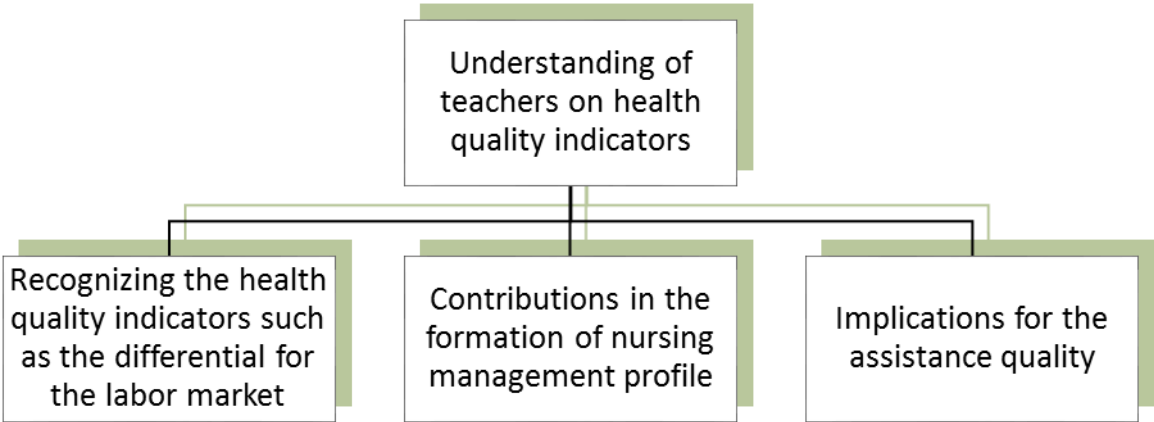 Understanding of
teachers on health
quality indicators
Recognizing the health
quality indicators such
as the differential for
the labor market
Contributions in the
formation of nursing
management profile
Implications for the
assistance quality